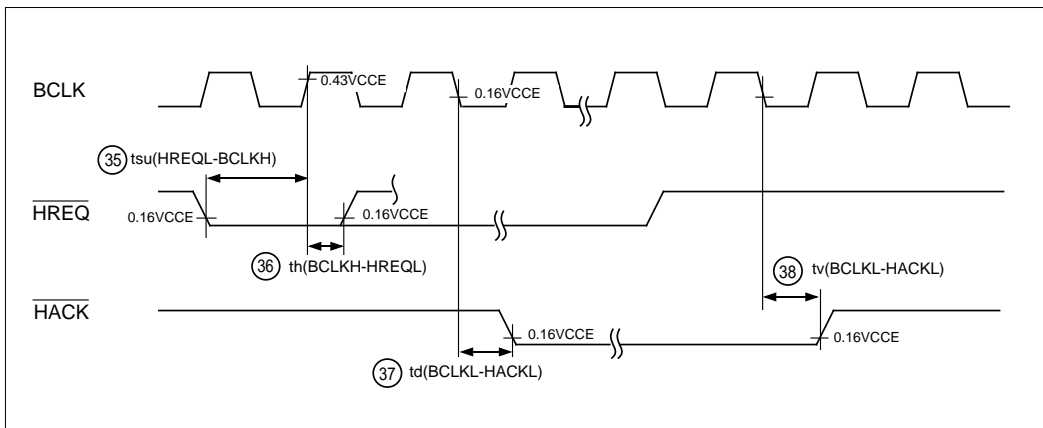 BCLK
0.43VCCE
0.16VCCE
35 tsu(HREQL-BCLKH)
HREQ
0.16VCCE
0.16VCCE
36 th(BCLKH-HREQL)
38 tv(BCLKL-HACKL)
HACK
0.16VCCE
0.16VCCE
37 td(BCLKL-HACKL)